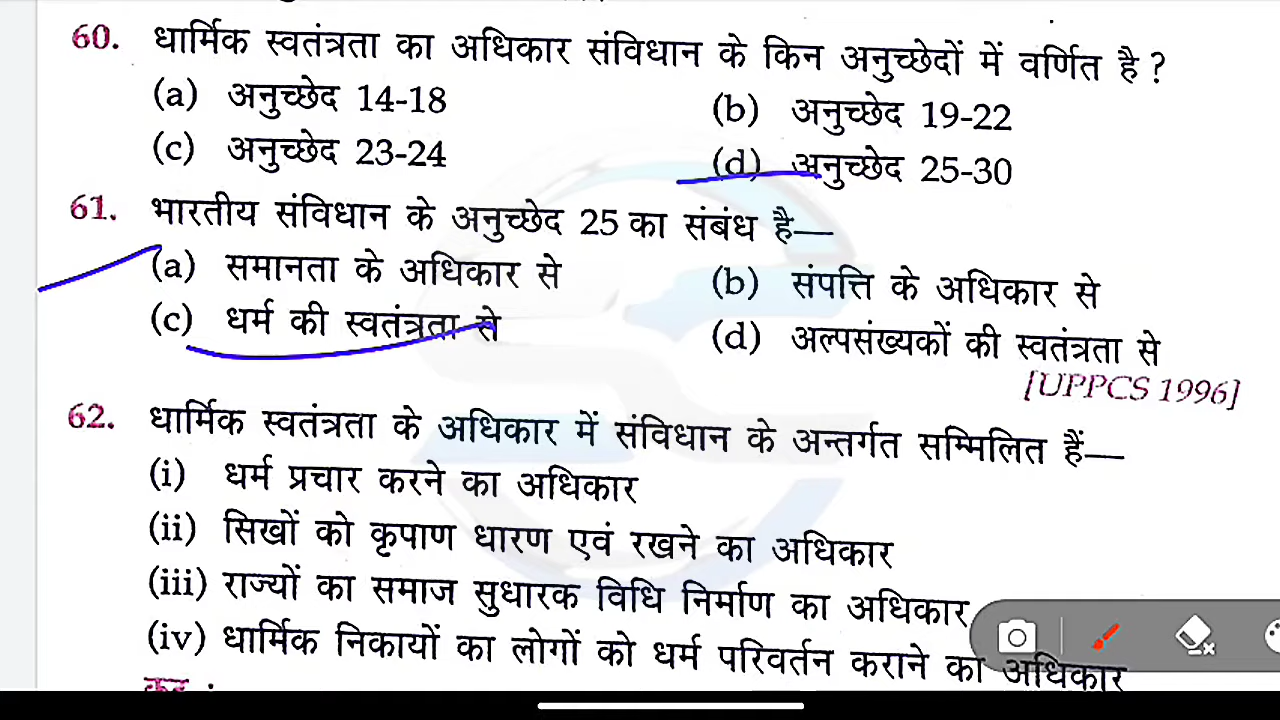 60. धार्मिक स्वतंत्रता का अधिकार संविधान के किन अनुच्छेदों में वर्णित है ?
(a) अनुच्छेद 14-18 (b) अनुच्छेद 19-22
(c) अनुच्छेद 23-24 (d) अनुच्छेद 25-30
61. भारतीय संविधान के अनुच्छेद 25 का संबंध है—
(a) समानता के अधिकार से (b) संपत्ति के अधिकार से
(c) धर्म की स्वतंत्रता से (d) अल्पसंख्यकों की स्वतंत्रता से
[UPPCS 1996]
62. धार्मिक स्वतंत्रता के अधिकार में संविधान के अन्तर्गत सम्मिलित हैं—
(i) धर्म प्रचार करने का अधिकार
(ii) सिखों को कृपाण धारण एवं रखने का अधिकार
(iii) राज्यों का समाज सुधारक विधि निर्माण का अधिकार
(iv) धार्मिक निकायों का लोगों को धर्म परिवर्तन कराने का अधिकार